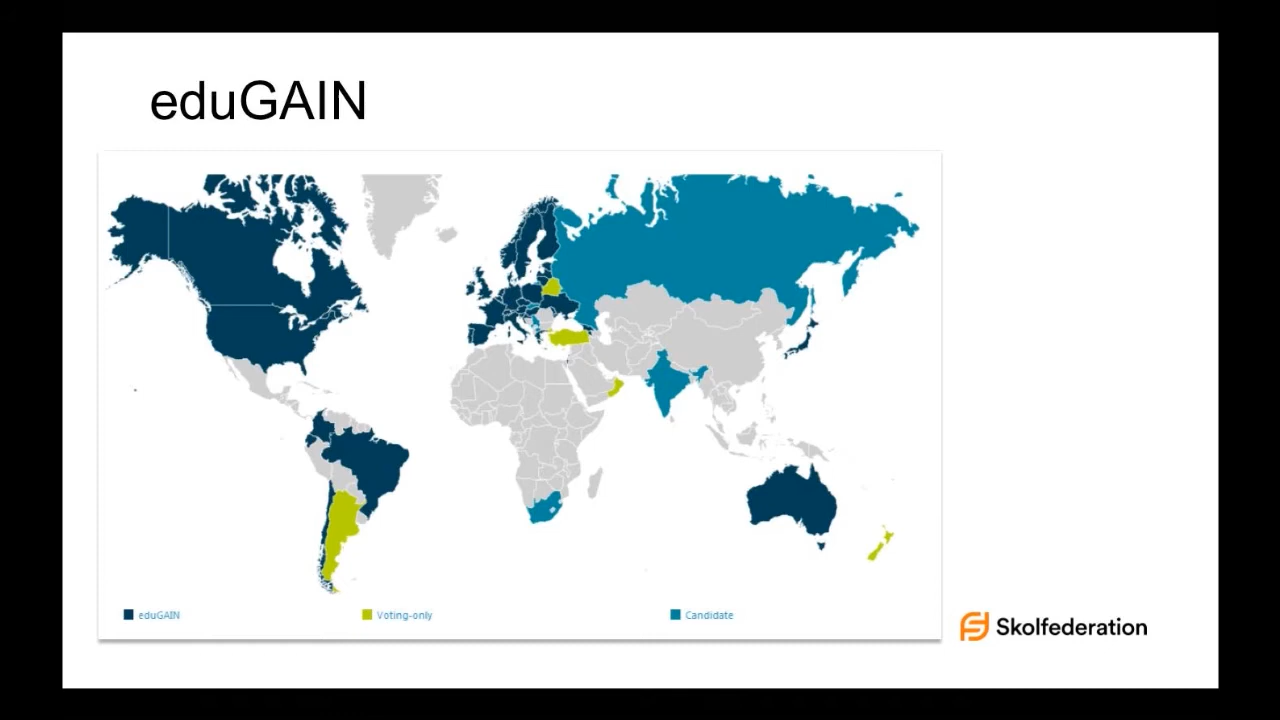 eduGAIN
eduGAIN
Voting-only
Candidate
Skolfederation